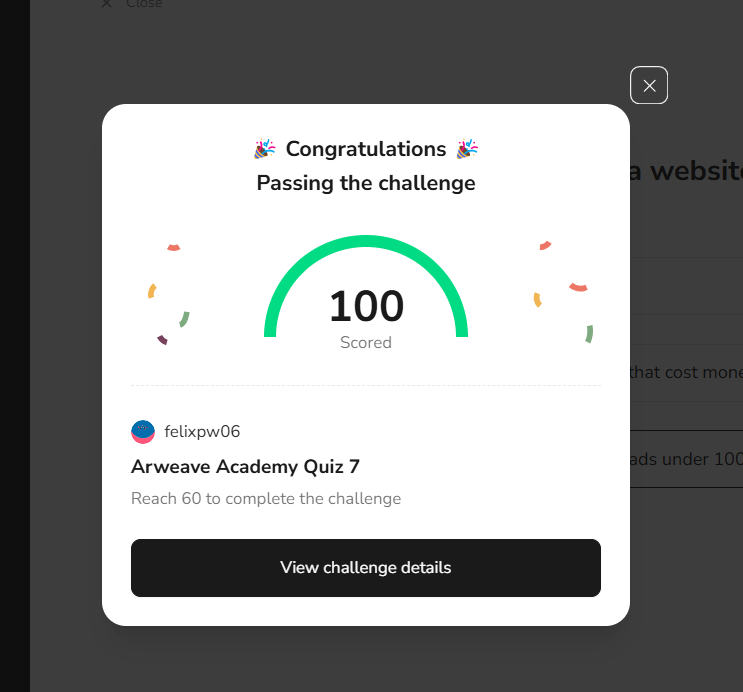 Close
Congratulations
Passing the challenge
a website
100
Scored
that cost mone
felixpw06
ads under 100
Arweave Academy Quiz 7
Reach 60 to complete the challenge
View challenge details